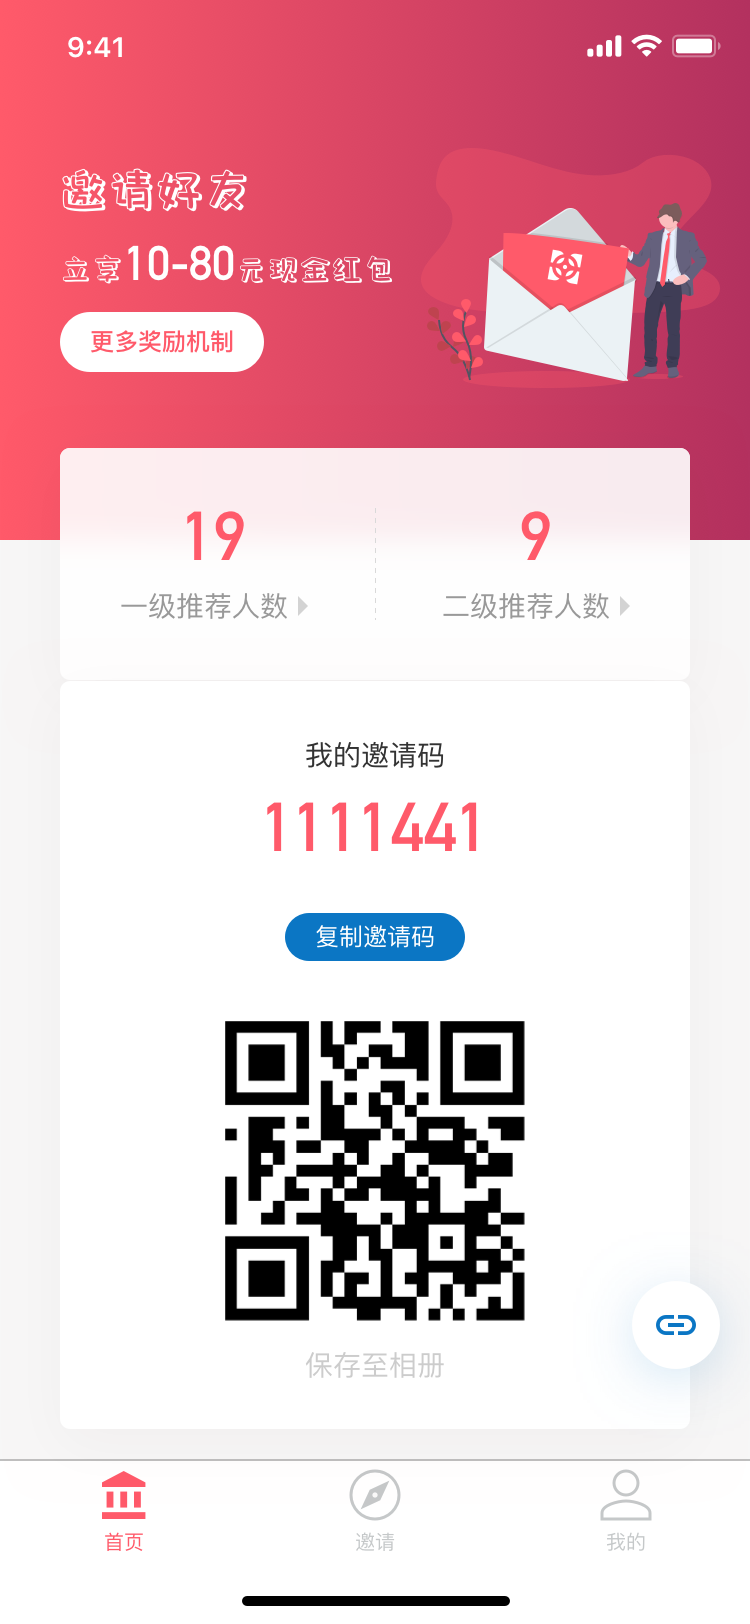 9:41
邀请好友
立享10-80元现金红包
更多奖励机制
19
9
一级推荐人数
二级推荐人数
我的邀请码
1111441
复制邀请码
保存至相册
首页
邀请
我的